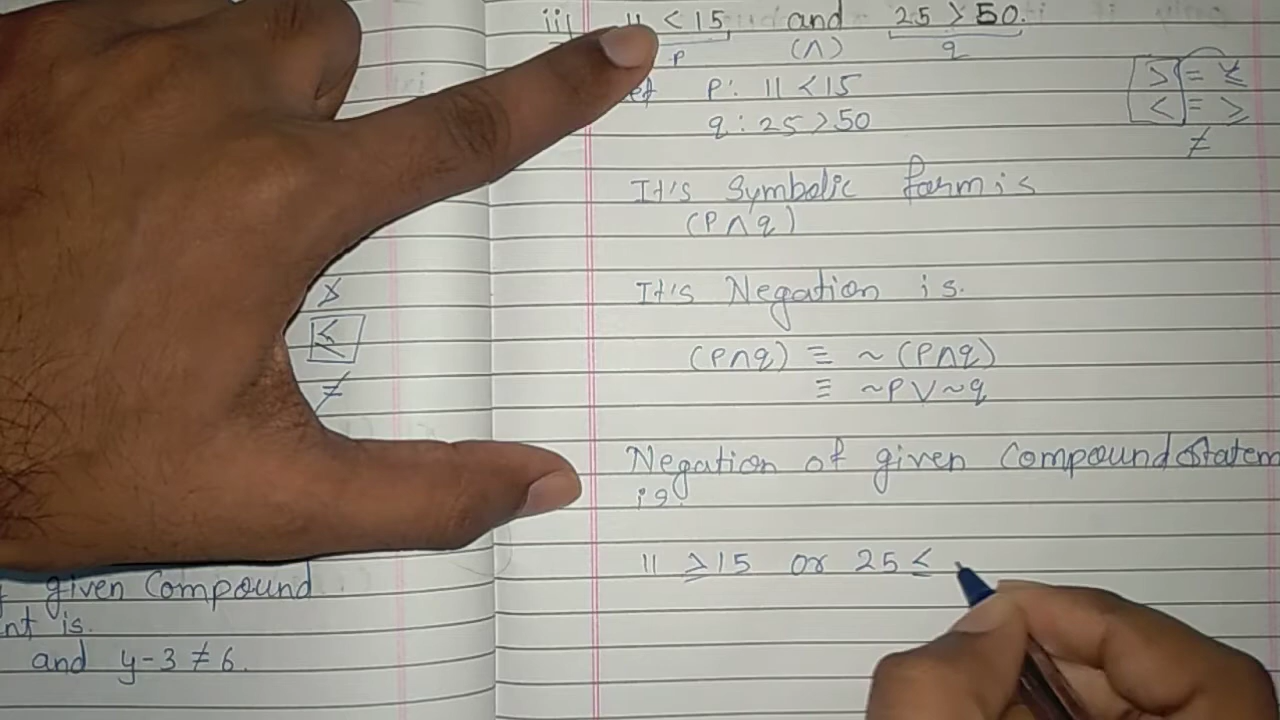 iii 11 < 15 and 25 > 50.
p (∧) q
p : 11 < 15
q : 25 > 50
> = ≤
< = ≥
≠
It's Symbolic form is
(p ∧ q)
It's Negation is.
(p∧q) ≡ ~ (p∧q)
≡ ~p ∨ ~q
Negation of given Compound Statem
is.
11 ≥ 15 or 25 ≤
≤
≠
given Compound
nt is.
and y-3 ≠ 6.